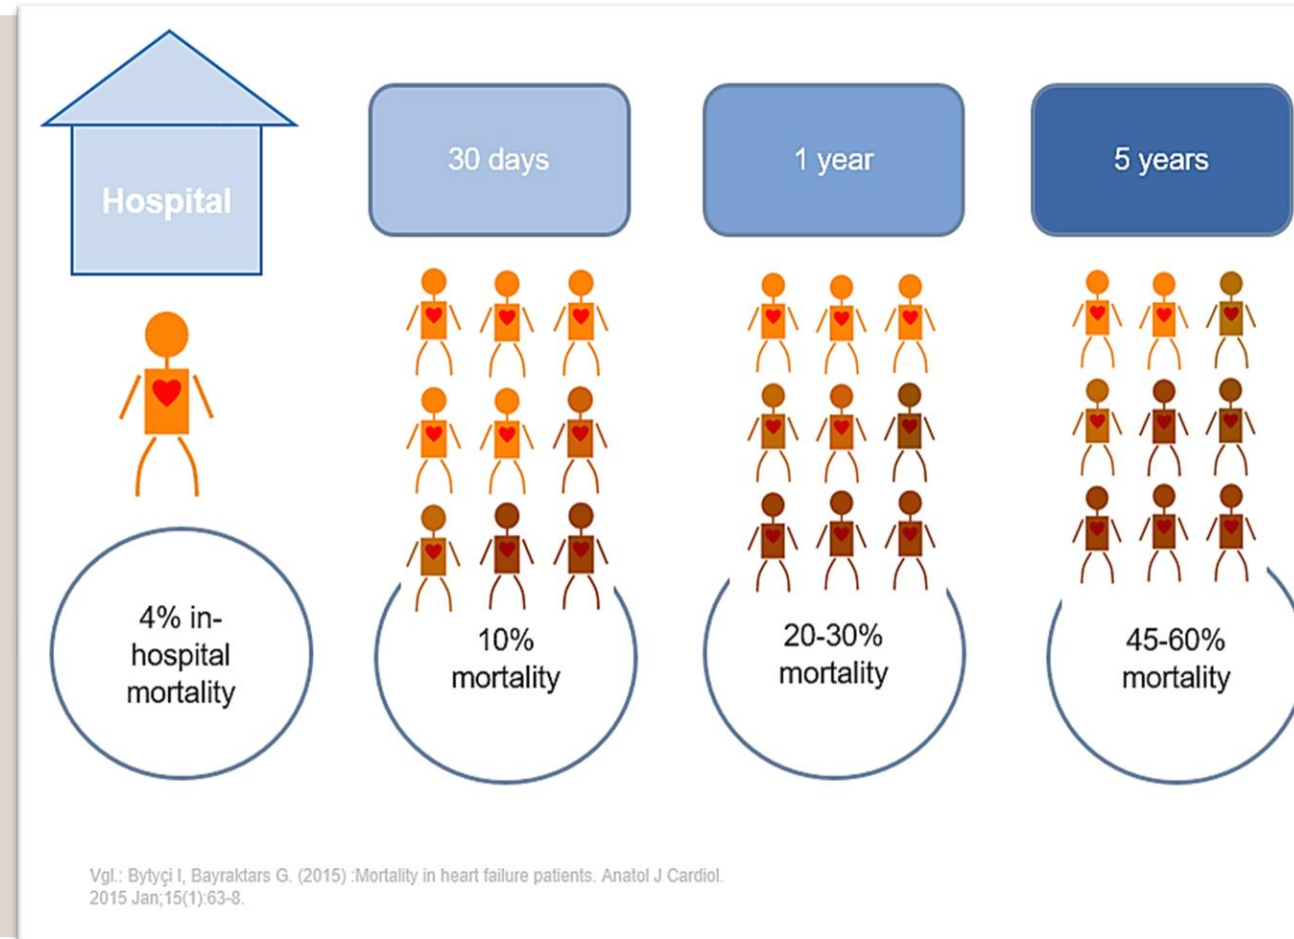 Hospital
30 days
1 year
5 years
4% in-
hospital
mortality
10%
mortality
20-30%
mortality
45-60%
mortality
Vgl.: Bytyçi I, Bayraktars G. (2015) :Mortality in heart failure patients. Anatol J Cardiol.
2015 Jan;15(1):63-8.